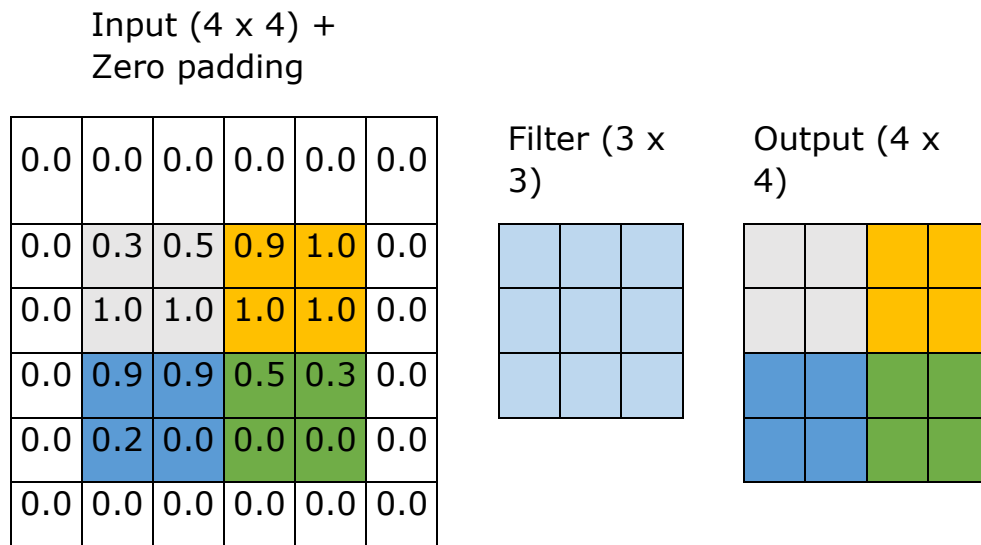 Input (4 x 4) +
Zero padding
Filter (3 x
3)
Output (4 x
4)
0.0 0.0 0.0 0.0 0.0 0.0
0.0 0.3 0.5 0.9 1.0 0.0
0.0 1.0 1.0 1.0 1.0 0.0
0.0 0.9 0.9 0.5 0.3 0.0
0.0 0.2 0.0 0.0 0.0 0.0
0.0 0.0 0.0 0.0 0.0 0.0